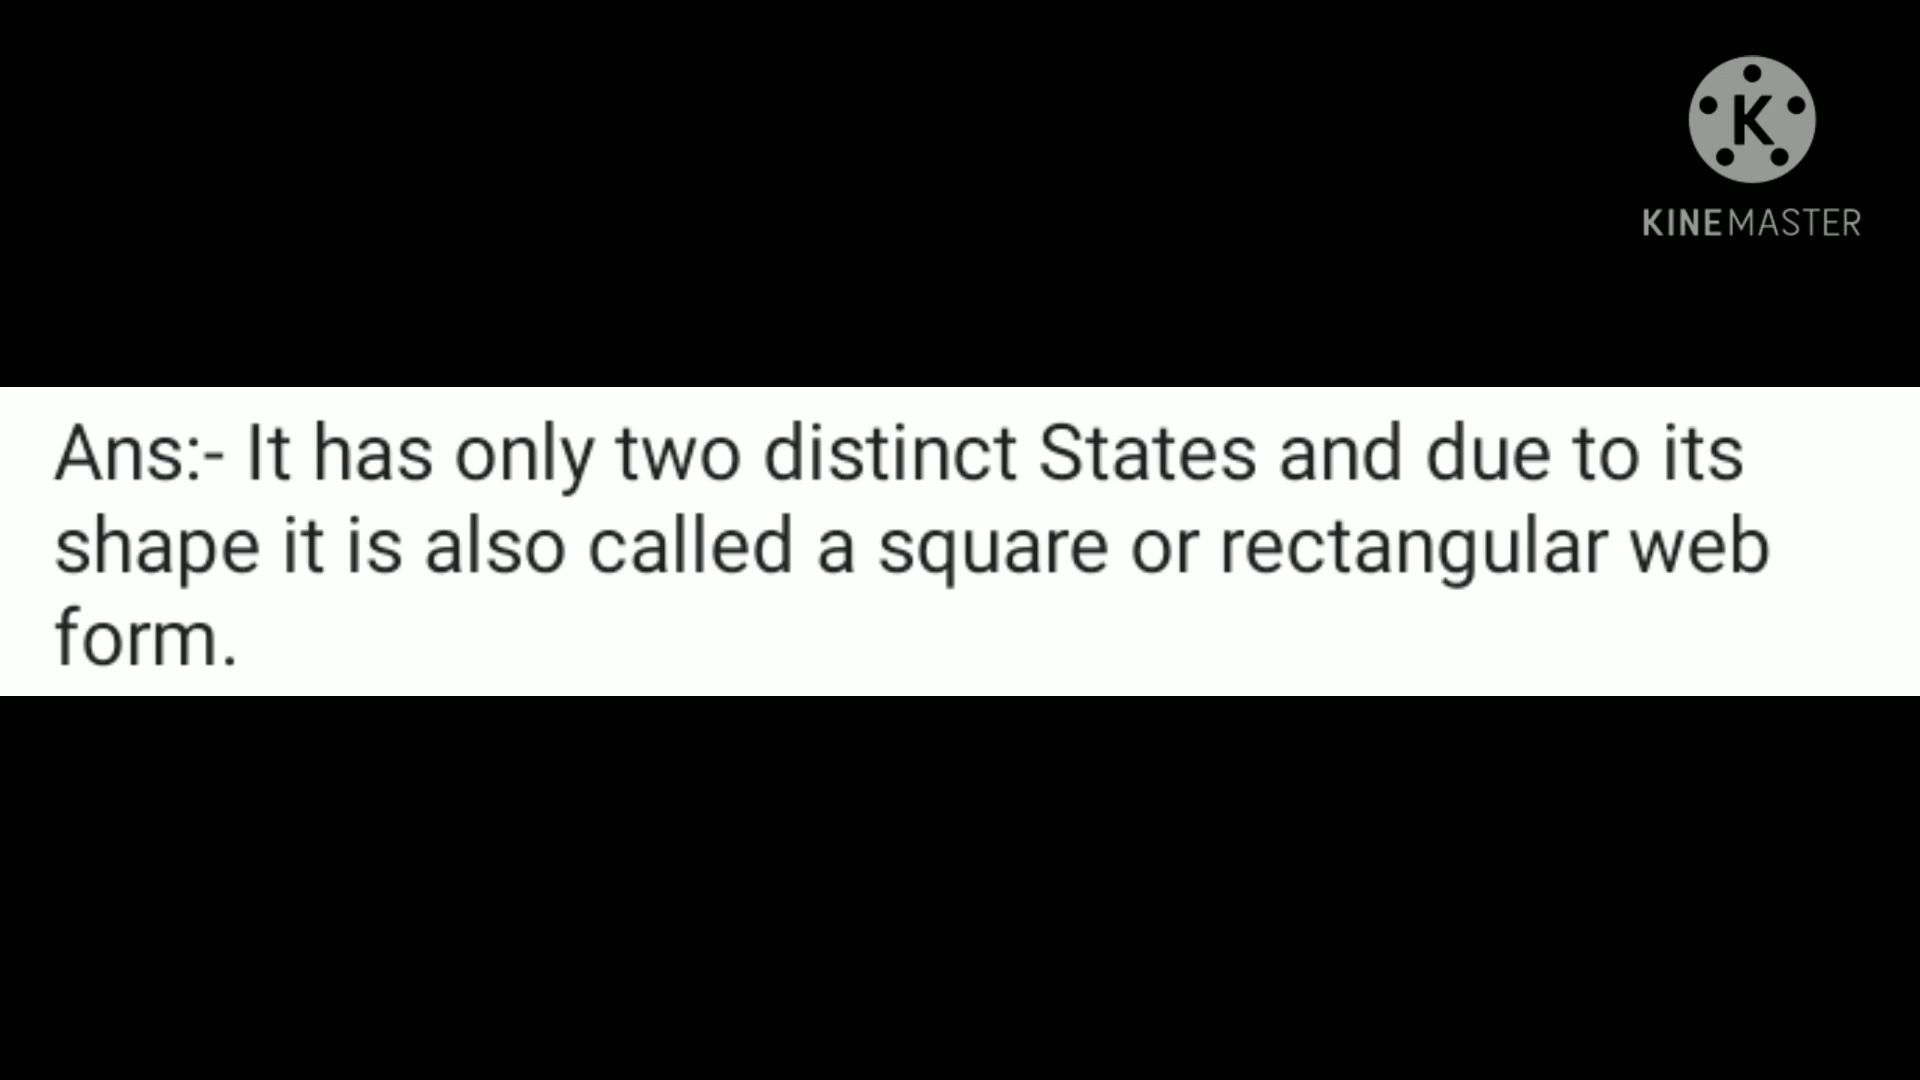 K
KINEMASTER
Ans:- It has only two distinct States and due to its
shape it is also called a square or rectangular web
form.